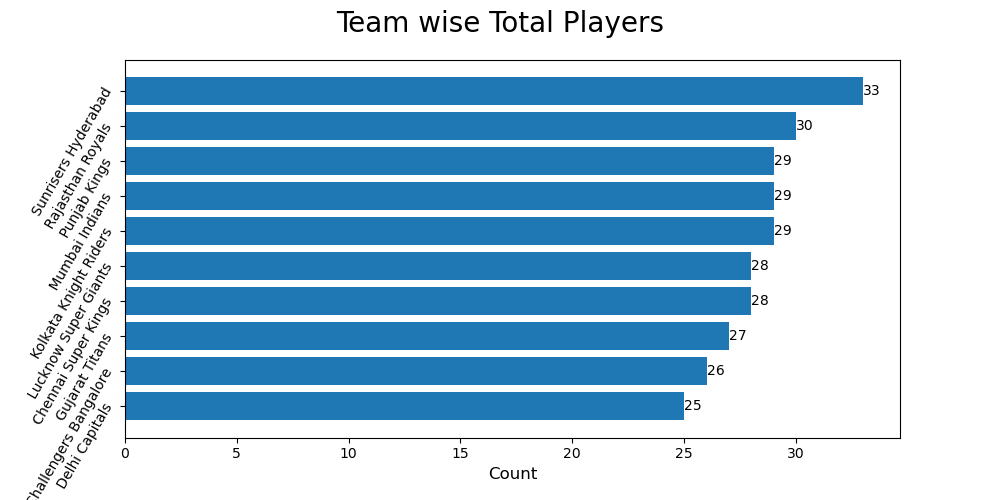 Team wise Total Players
Sunrisers Hyderabad
33
Rajasthan Royals
30
Punjab Kings
29
Mumbai Indians
29
Kolkata Knight Riders
29
Lucknow Super Giants
28
Chennai Super Kings
28
Gujarat Titans
27
Challengers Bangalore
26
Delhi Capitals
25
0 5 10 15 20 25 30
Count